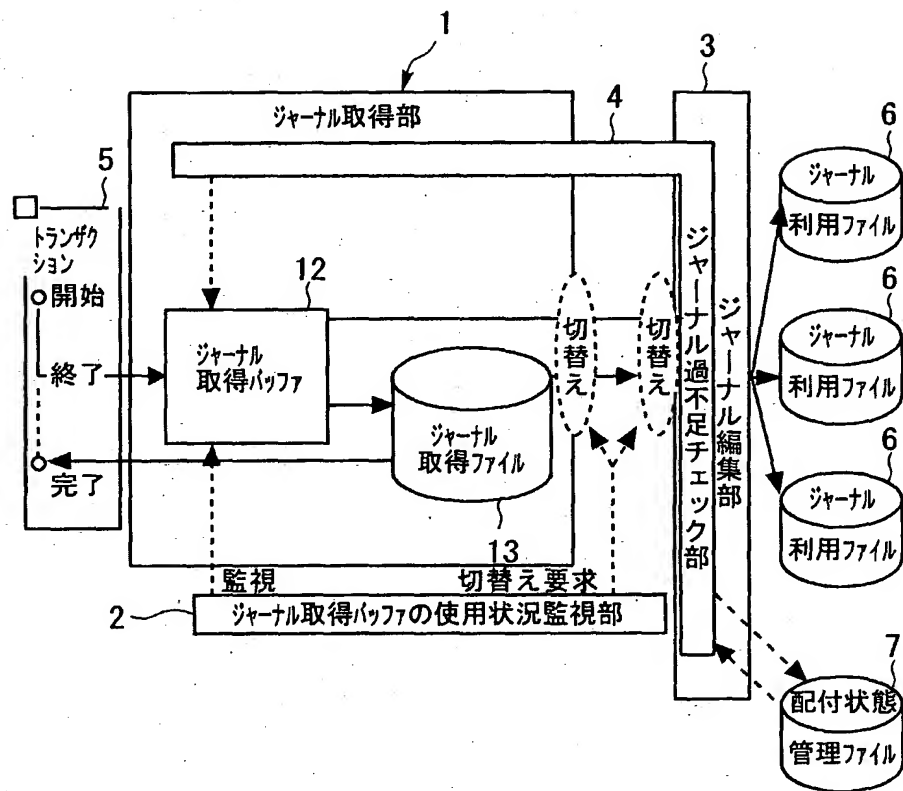 1
3
ジャーナル取得部
4
6
ジャーナル
利用ファイル
5
トランザク
ション
開始
12
ジャーナル
取得バッファ
終了
ジャーナル
取得ファイル
完了
切替え
切替え
ジャーナル過不足チェック部
ジャーナル編集部
6
ジャーナル
利用ファイル
6
ジャーナル
利用ファイル
13
監視
切替え要求
2
ジャーナル取得バッファの使用状況監視部
7
配付状態
管理ファイル